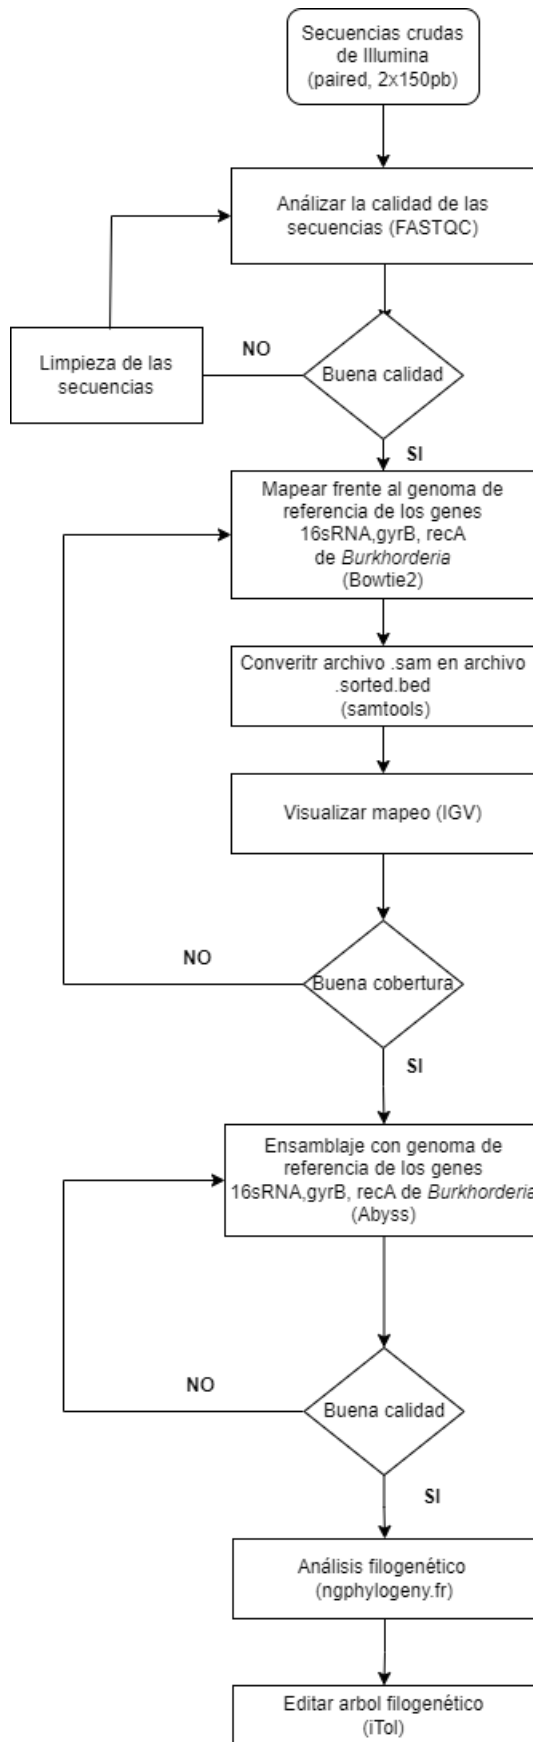 Secuencias crudas
de Illumina
(paired, 2x150pb)
Análizar la calidad de las
secuencias (FASTQC)
Limpieza de las
secuencias
NO
Buena calidad
SI
Mapear frente al genoma de
referencia de los genes
16sRNA,gyrB, recA
de Burkhorderia
(Bowtie2)
Converitr archivo .sam en archivo
.sorted.bed
(samtools)
Visualizar mapeo (IGV)
NO
Buena cobertura
SI
Ensamblaje con genoma de
referencia de los genes
16sRNA,gyrB, recA de Burkhorderia
(Abyss)
NO
Buena calidad
SI
Análisis filogenético
(ngphylogeny.fr)
Editar arbol filogenético
(iTol)